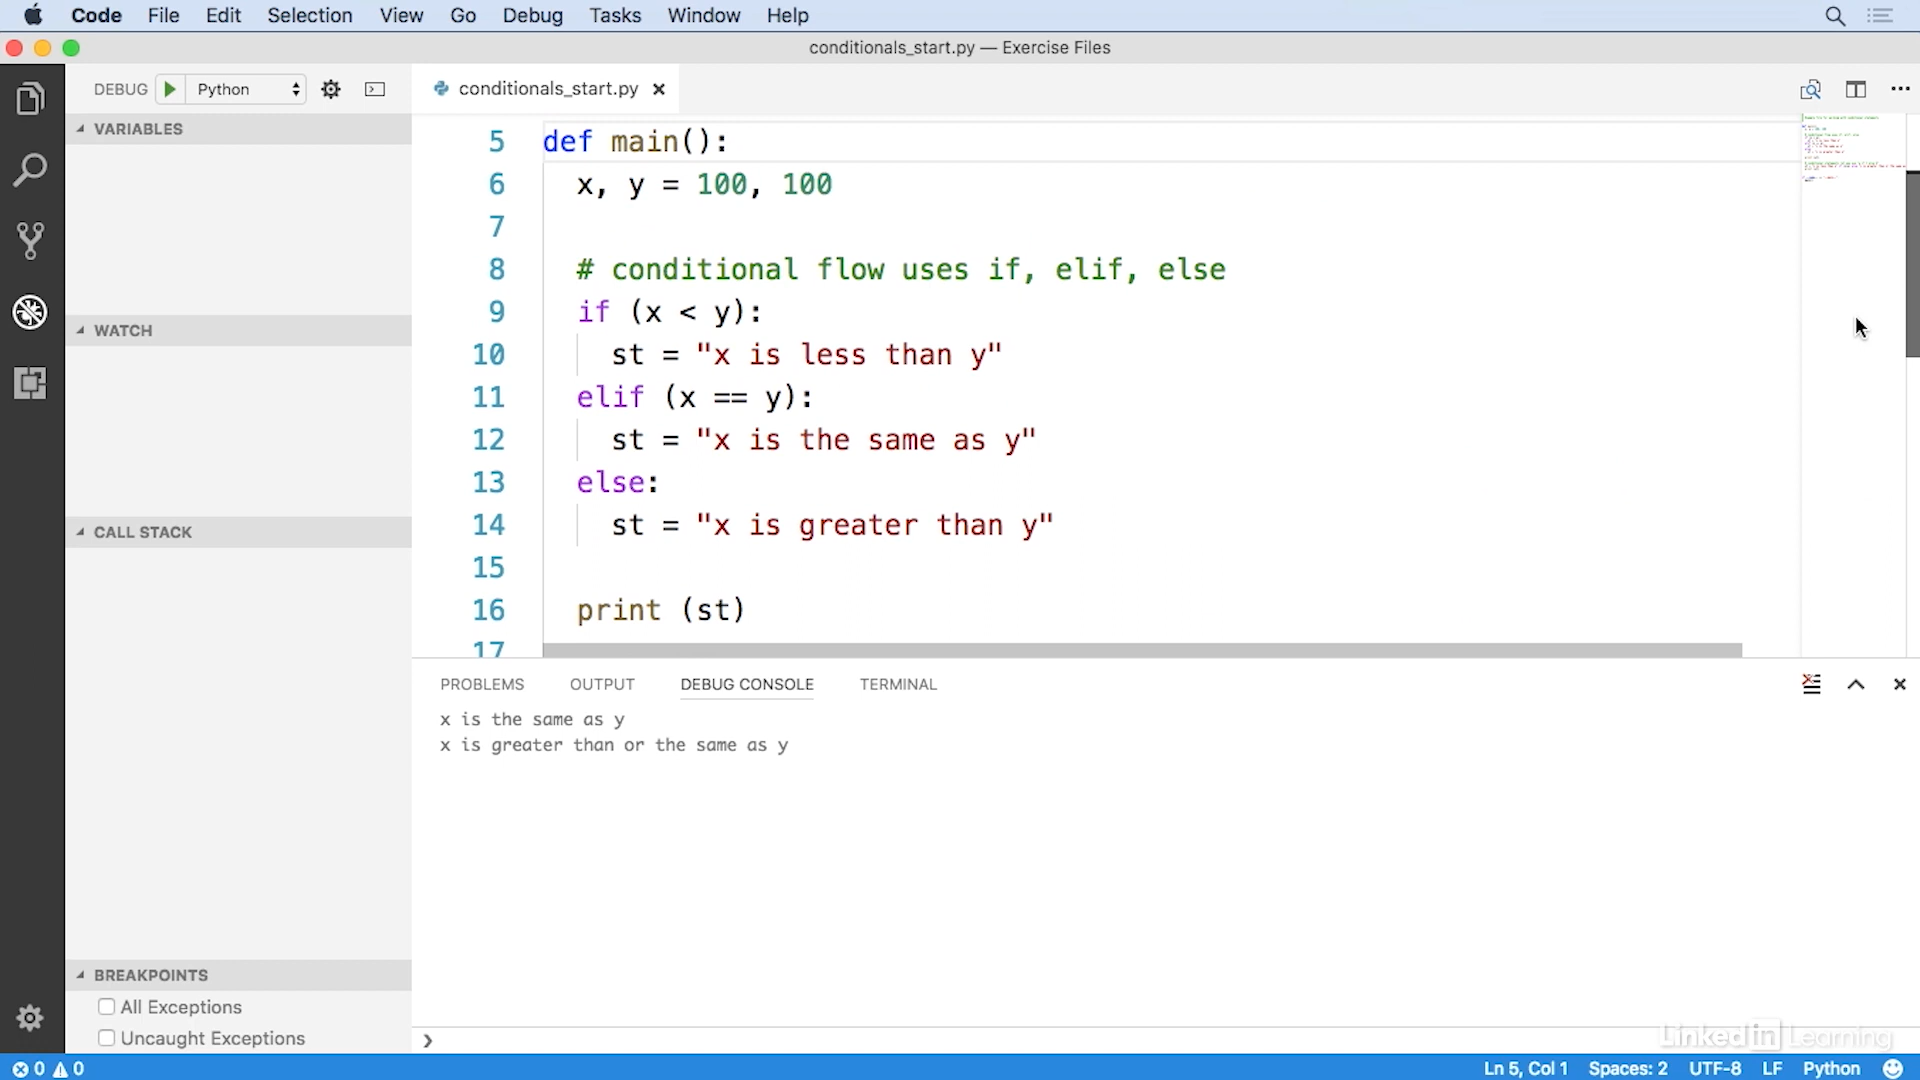 Code File Edit Selection View Go Debug Tasks Window Help
conditionals_start.py — Exercise Files
DEBUG Python
conditionals_start.py
VARIABLES
WATCH
CALL STACK
BREAKPOINTS
All Exceptions
Uncaught Exceptions
5 def main():
6 x, y = 100, 100
7
8 # conditional flow uses if, elif, else
9 if (x < y):
10 st = "x is less than y"
11 elif (x == y):
12 st = "x is the same as y"
13 else:
14 st = "x is greater than y"
15
16 print (st)
17
PROBLEMS OUTPUT DEBUG CONSOLE TERMINAL
x is the same as y
x is greater than or the same as y
LinkedIn Learning
0 0 Ln 5, Col 1 Spaces: 2 UTF-8 LF Python